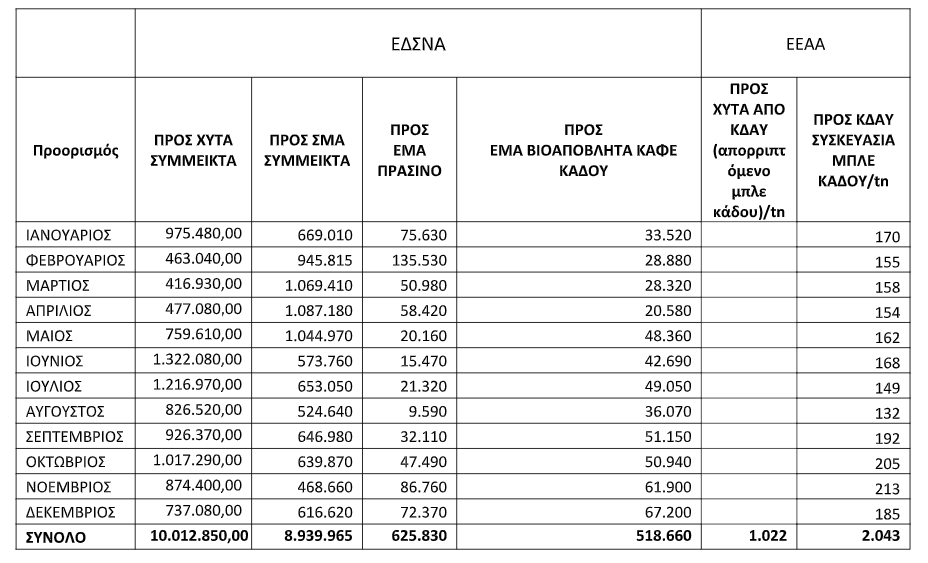 ΕΔΣΝΑ ΕΕΑΑ
Προορισμός ΠΡΟΣ ΧΥΤΑ ΣΥΜΜΕΙΚΤΑ ΠΡΟΣ ΣΜΑ ΣΥΜΜΕΙΚΤΑ ΠΡΟΣ ΕΜΑ ΠΡΑΣΙΝΟ ΠΡΟΣ ΕΜΑ ΒΙΟΑΠΟΒΛΗΤΑ ΚΑΦΕ ΚΑΔΟΥ ΠΡΟΣ ΧΥΤΑ ΑΠΟ ΚΔΑΥ (απορριπτόμενο μπλε κάδου)/tn ΠΡΟΣ ΚΔΑΥ ΣΥΣΚΕΥΑΣΙΑ ΜΠΛΕ ΚΑΔΟΥ/tn
ΙΑΝΟΥΑΡΙΟΣ 975.480,00 669.010 75.630 33.520 170
ΦΕΒΡΟΥΑΡΙΟΣ 463.040,00 945.815 135.530 28.880 155
ΜΑΡΤΙΟΣ 416.930,00 1.069.410 50.980 28.320 158
ΑΠΡΙΛΙΟΣ 477.080,00 1.087.180 58.420 20.580 154
ΜΑΙΟΣ 759.610,00 1.044.970 20.160 48.360 162
ΙΟΥΝΙΟΣ 1.322.080,00 573.760 15.470 42.690 168
ΙΟΥΛΙΟΣ 1.216.970,00 653.050 21.320 49.050 149
ΑΥΓΟΥΣΤΟΣ 826.520,00 524.640 9.590 36.070 132
ΣΕΠΤΕΜΒΡΙΟΣ 926.370,00 646.980 32.110 51.150 192
ΟΚΤΩΒΡΙΟΣ 1.017.290,00 639.870 47.490 50.940 205
ΝΟΕΜΒΡΙΟΣ 874.400,00 468.660 86.760 61.900 213
ΔΕΚΕΜΒΡΙΟΣ 737.080,00 616.620 72.370 67.200 185
ΣΥΝΟΛΟ 10.012.850,00 8.939.965 625.830 518.660 1.022 2.043